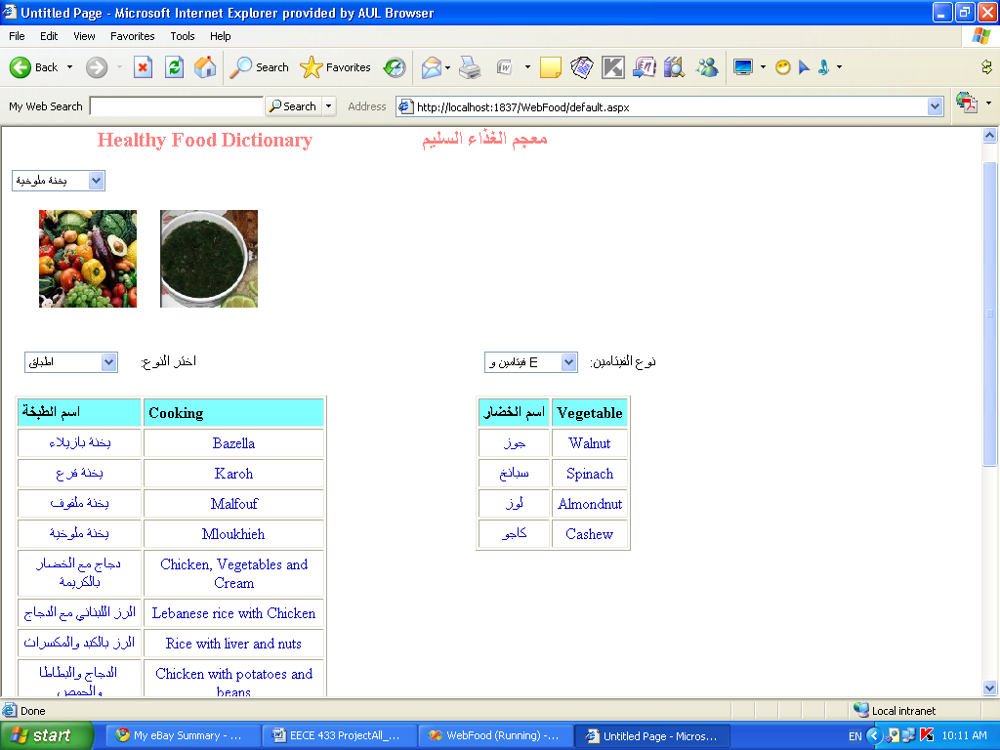 Untitled Page - Microsoft Internet Explorer provided by AUL Browser
File Edit View Favorites Tools Help
Back Search Favorites
My Web Search Search Address http://localhost:1837/WebFood/default.aspx
Healthy Food Dictionary معجم الغذاء السليم
يخنة ملوخية
اطباق اختر النوع: فيتامين و E نوع الفيتامين:
اسم الطبخة Cooking
يخنة بازيلاء Bazella
يخنة قرع Karoh
يخنة ملفوف Malfouf
يخنة ملوخية Mloukhieh
دجاج مع الخضار Chicken, Vegetables and
بالكريمة Cream
الرز اللبناني مع الدجاج Lebanese rice with Chicken
الرز بالكبد والمكسرات Rice with liver and nuts
الدجاج والبطاطا Chicken with potatoes and
والحمص beans
اسم الخضار Vegetable
جوز Walnut
سبانخ Spinach
لوز Almondnut
كاجو Cashew
Done Local intranet
start My eBay Summary - ... EECE 433 ProjectAll_... WebFood (Running) -... Untitled Page - Micros... EN 10:11 AM